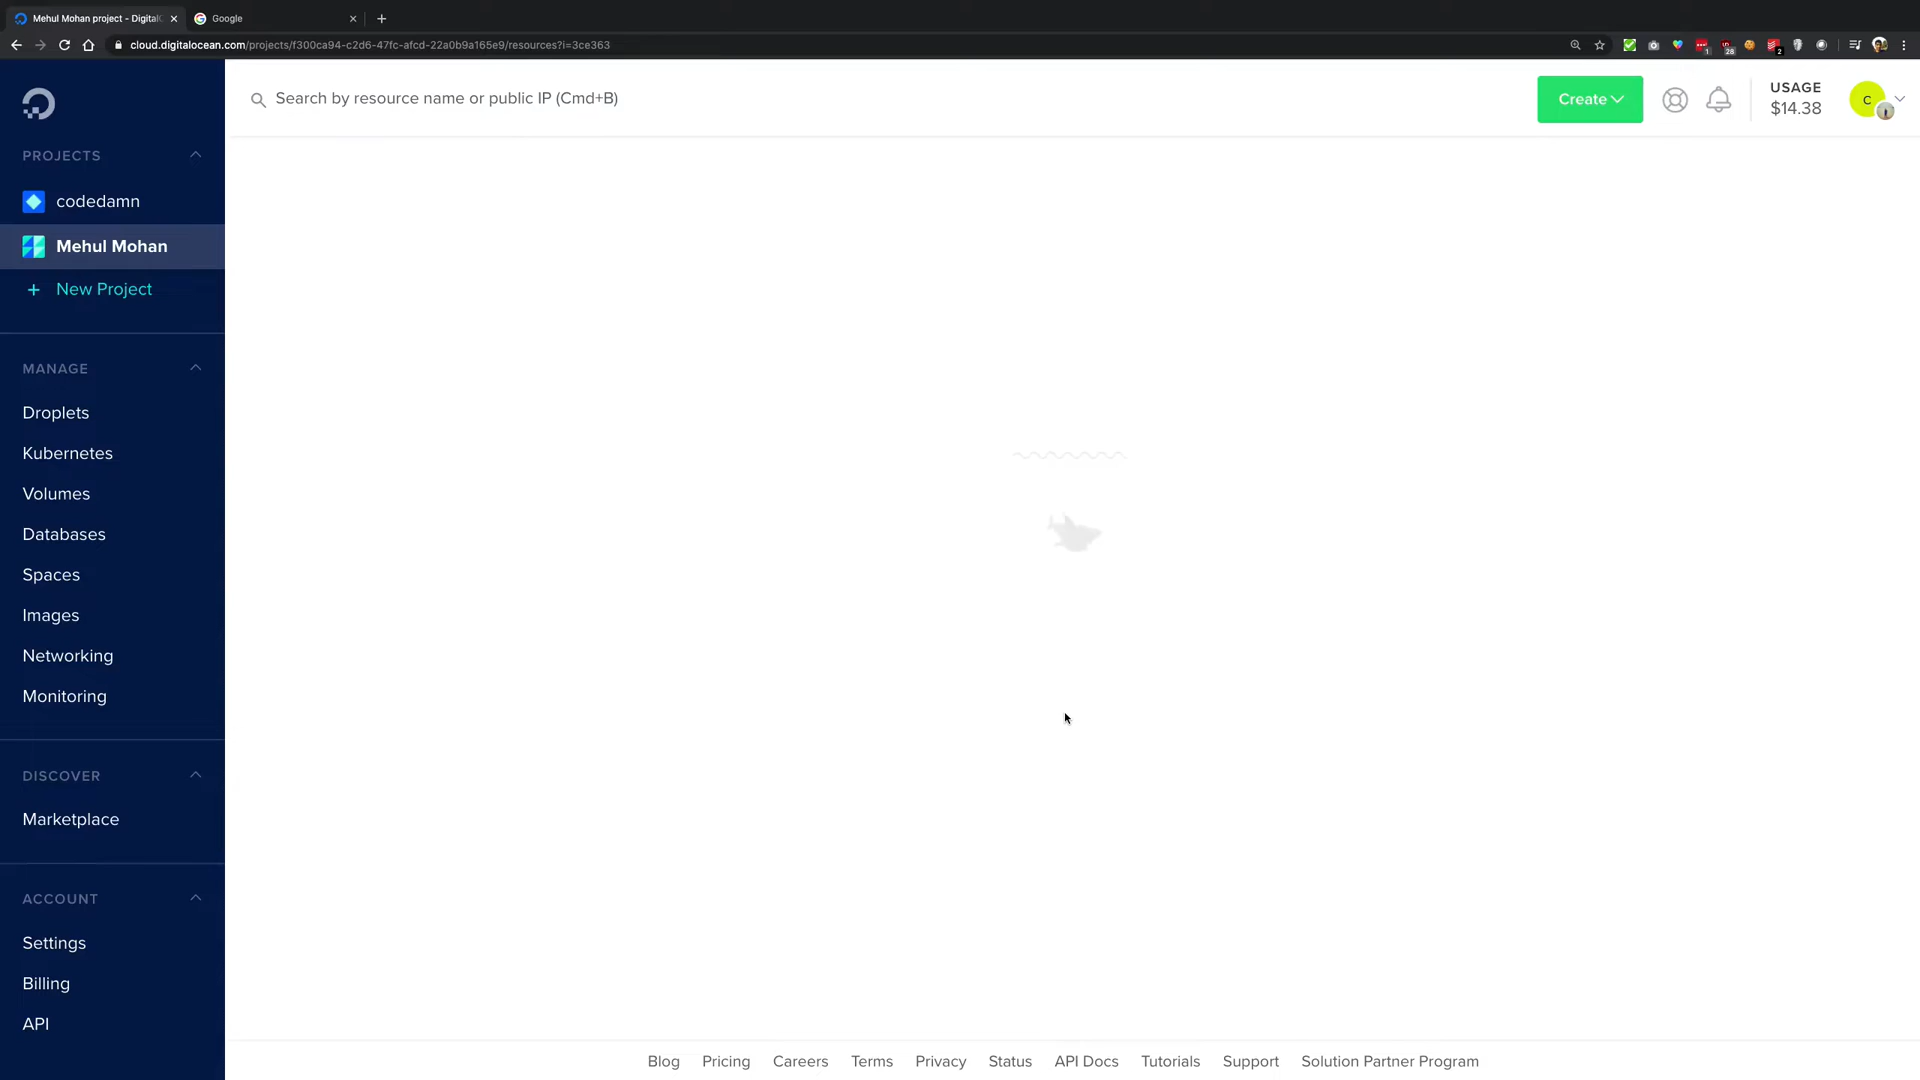 Mehul Mohan project - Digital
Google
cloud.digitalocean.com/projects/f300ca94-c2d6-47fc-afcd-22a0b9a165e9/resources?i=3ce363
1
28
2
Search by resource name or public IP (Cmd+B)
Create
USAGE
$14.38
C
PROJECTS
codedamn
Mehul Mohan
+ New Project
MANAGE
Droplets
Kubernetes
Volumes
Databases
Spaces
Images
Networking
Monitoring
DISCOVER
Marketplace
ACCOUNT
Settings
Billing
API
Blog Pricing Careers Terms Privacy Status API Docs Tutorials Support Solution Partner Program